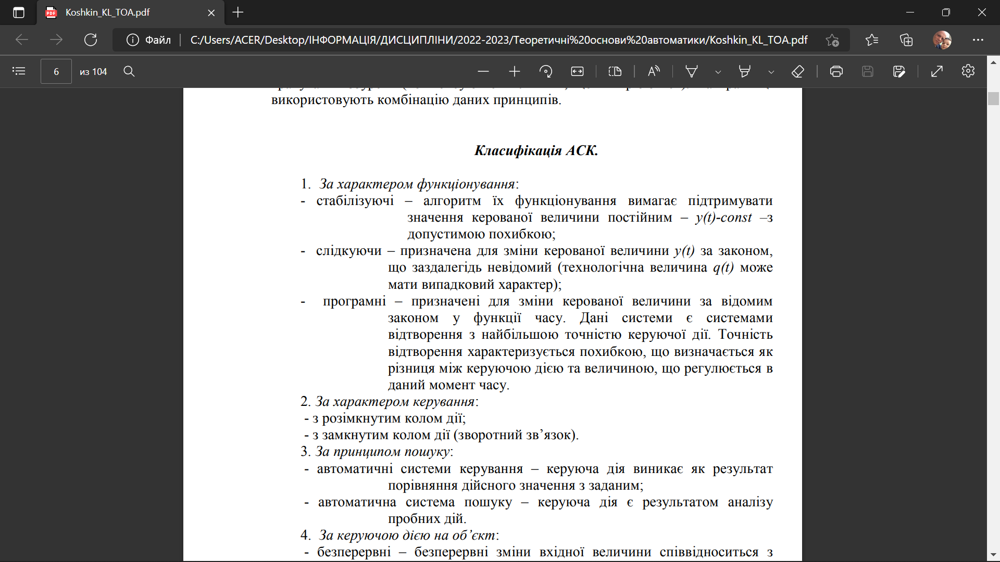 Koshkin_KL_TOA.pdf
Файл
C:/Users/ACER/Desktop/ІНФОРМАЦІЯ/ДИСЦИПЛІНИ/2022-2023/Теоретичні%20основи%20автоматики/Koshkin_KL_TOA.pdf
6 из 104
використовують комбінацію даних принципів.
Класифікація АСК.
1. За характером функціонування:
- стабілізуючі – алгоритм їх функціонування вимагає підтримувати
значення керованої величини постійним – y(t)-const –з
допустимою похибкою;
- слідкуючи – призначена для зміни керованої величини y(t) за законом,
що заздалегідь невідомий (технологічна величина q(t) може
мати випадковий характер);
- програмні – призначені для зміни керованої величини за відомим
законом у функції часу. Дані системи є системами
відтворення з найбільшою точністю керуючої дії. Точність
відтворення характеризується похибкою, що визначається як
різниця між керуючою дією та величиною, що регулюється в
даний момент часу.
2. За характером керування:
- з розімкнутим колом дії;
- з замкнутим колом дії (зворотний зв’язок).
3. За принципом пошуку:
- автоматичні системи керування – керуюча дія виникає як результат
порівняння дійсного значення з заданим;
- автоматична система пошуку – керуюча дія є результатом аналізу
пробних дій.
4. За керуючою дією на об’єкт:
- безперервні – безперервні зміни вхідної величини співвідноситься з